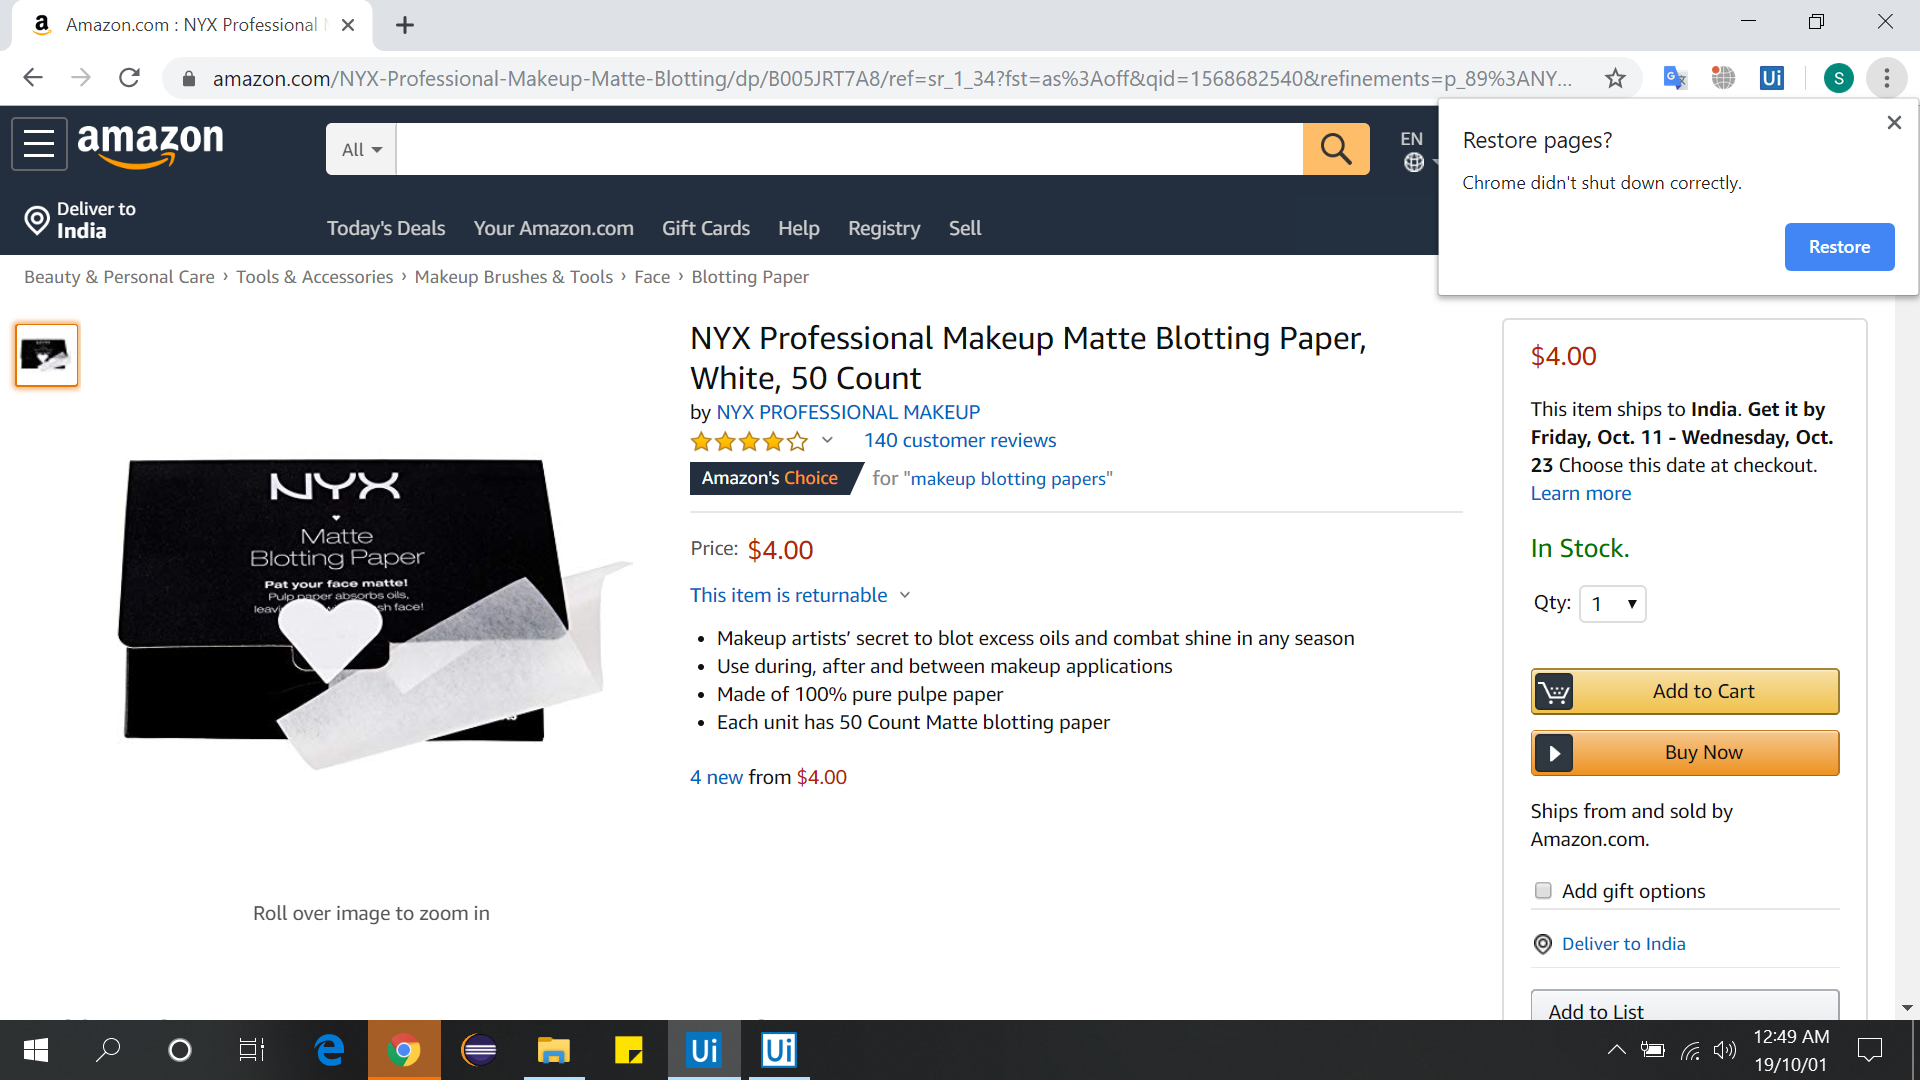 Amazon.com : NYX Professional
amazon.com/NYX-Professional-Makeup-Matte-Blotting/dp/B005JRT7A8/ref=sr_1_34?fst=as%3Aoff&qid=1568682540&refinements=p_89%3ANY...
Ui
S
Restore pages?
Chrome didn't shut down correctly.
Restore
amazon
All
EN
Deliver to
India
Today's Deals
Your Amazon.com
Gift Cards
Help
Registry
Sell
Beauty & Personal Care › Tools & Accessories › Makeup Brushes & Tools › Face › Blotting Paper
NYX
Matte
Blotting Paper
Pat your face matte!
Pulp paper absorbs oils,
sh face!
Roll over image to zoom in
NYX Professional Makeup Matte Blotting Paper,
White, 50 Count
by NYX PROFESSIONAL MAKEUP
140 customer reviews
Amazon's Choice for "makeup blotting papers"
Price: $4.00
This item is returnable
• Makeup artists’ secret to blot excess oils and combat shine in any season
• Use during, after and between makeup applications
• Made of 100% pure pulpe paper
• Each unit has 50 Count Matte blotting paper
4 new from $4.00
$4.00
This item ships to India. Get it by
Friday, Oct. 11 - Wednesday, Oct.
23 Choose this date at checkout.
Learn more
In Stock.
Qty: 1
Add to Cart
Buy Now
Ships from and sold by
Amazon.com.
Add gift options
Deliver to India
Add to List
Ui
Ui
12:49 AM
19/10/01